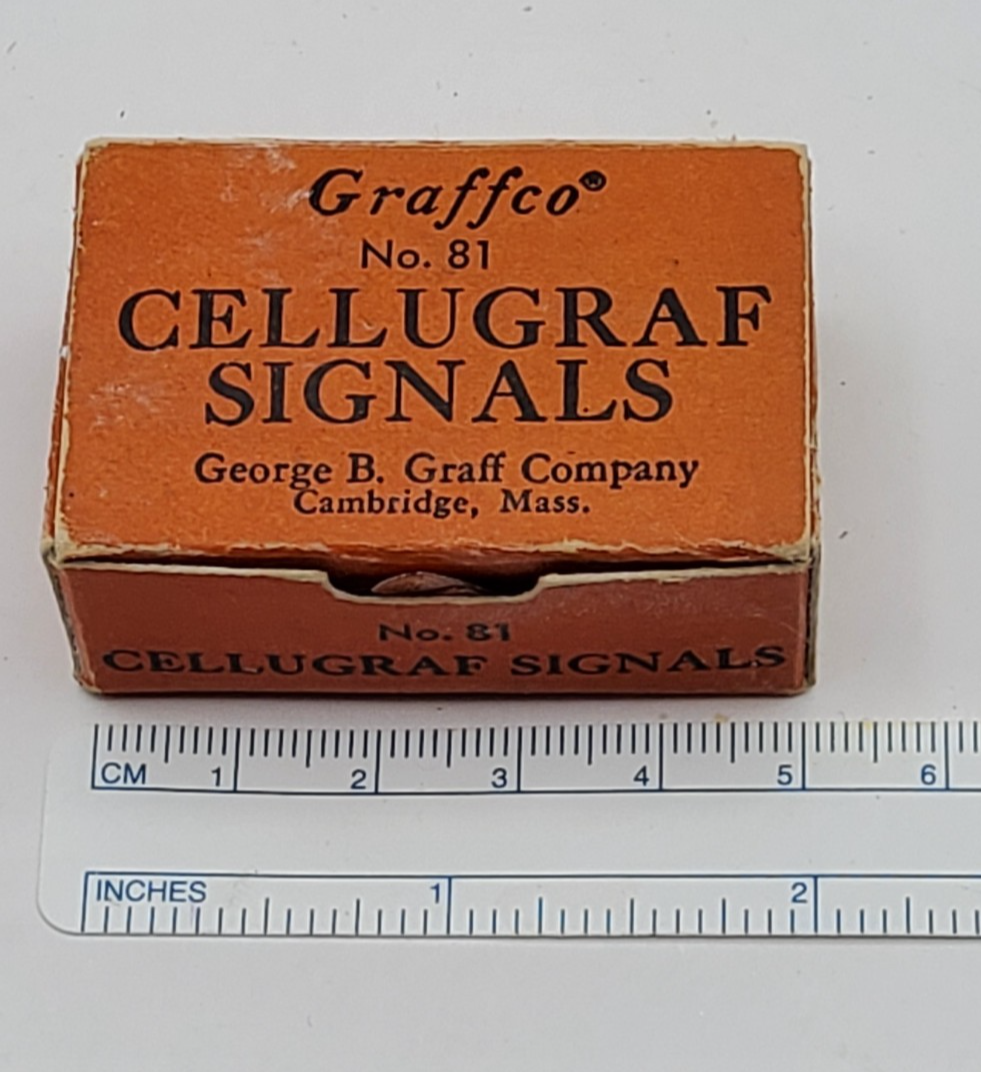 Graffco®
No. 81
CELLUGRAF
SIGNALS
George B. Graff Company
Cambridge, Mass.
No. 81
CELLUGRAF SIGNALS
CM 1 2 3 4 5 6
INCHES 1 2